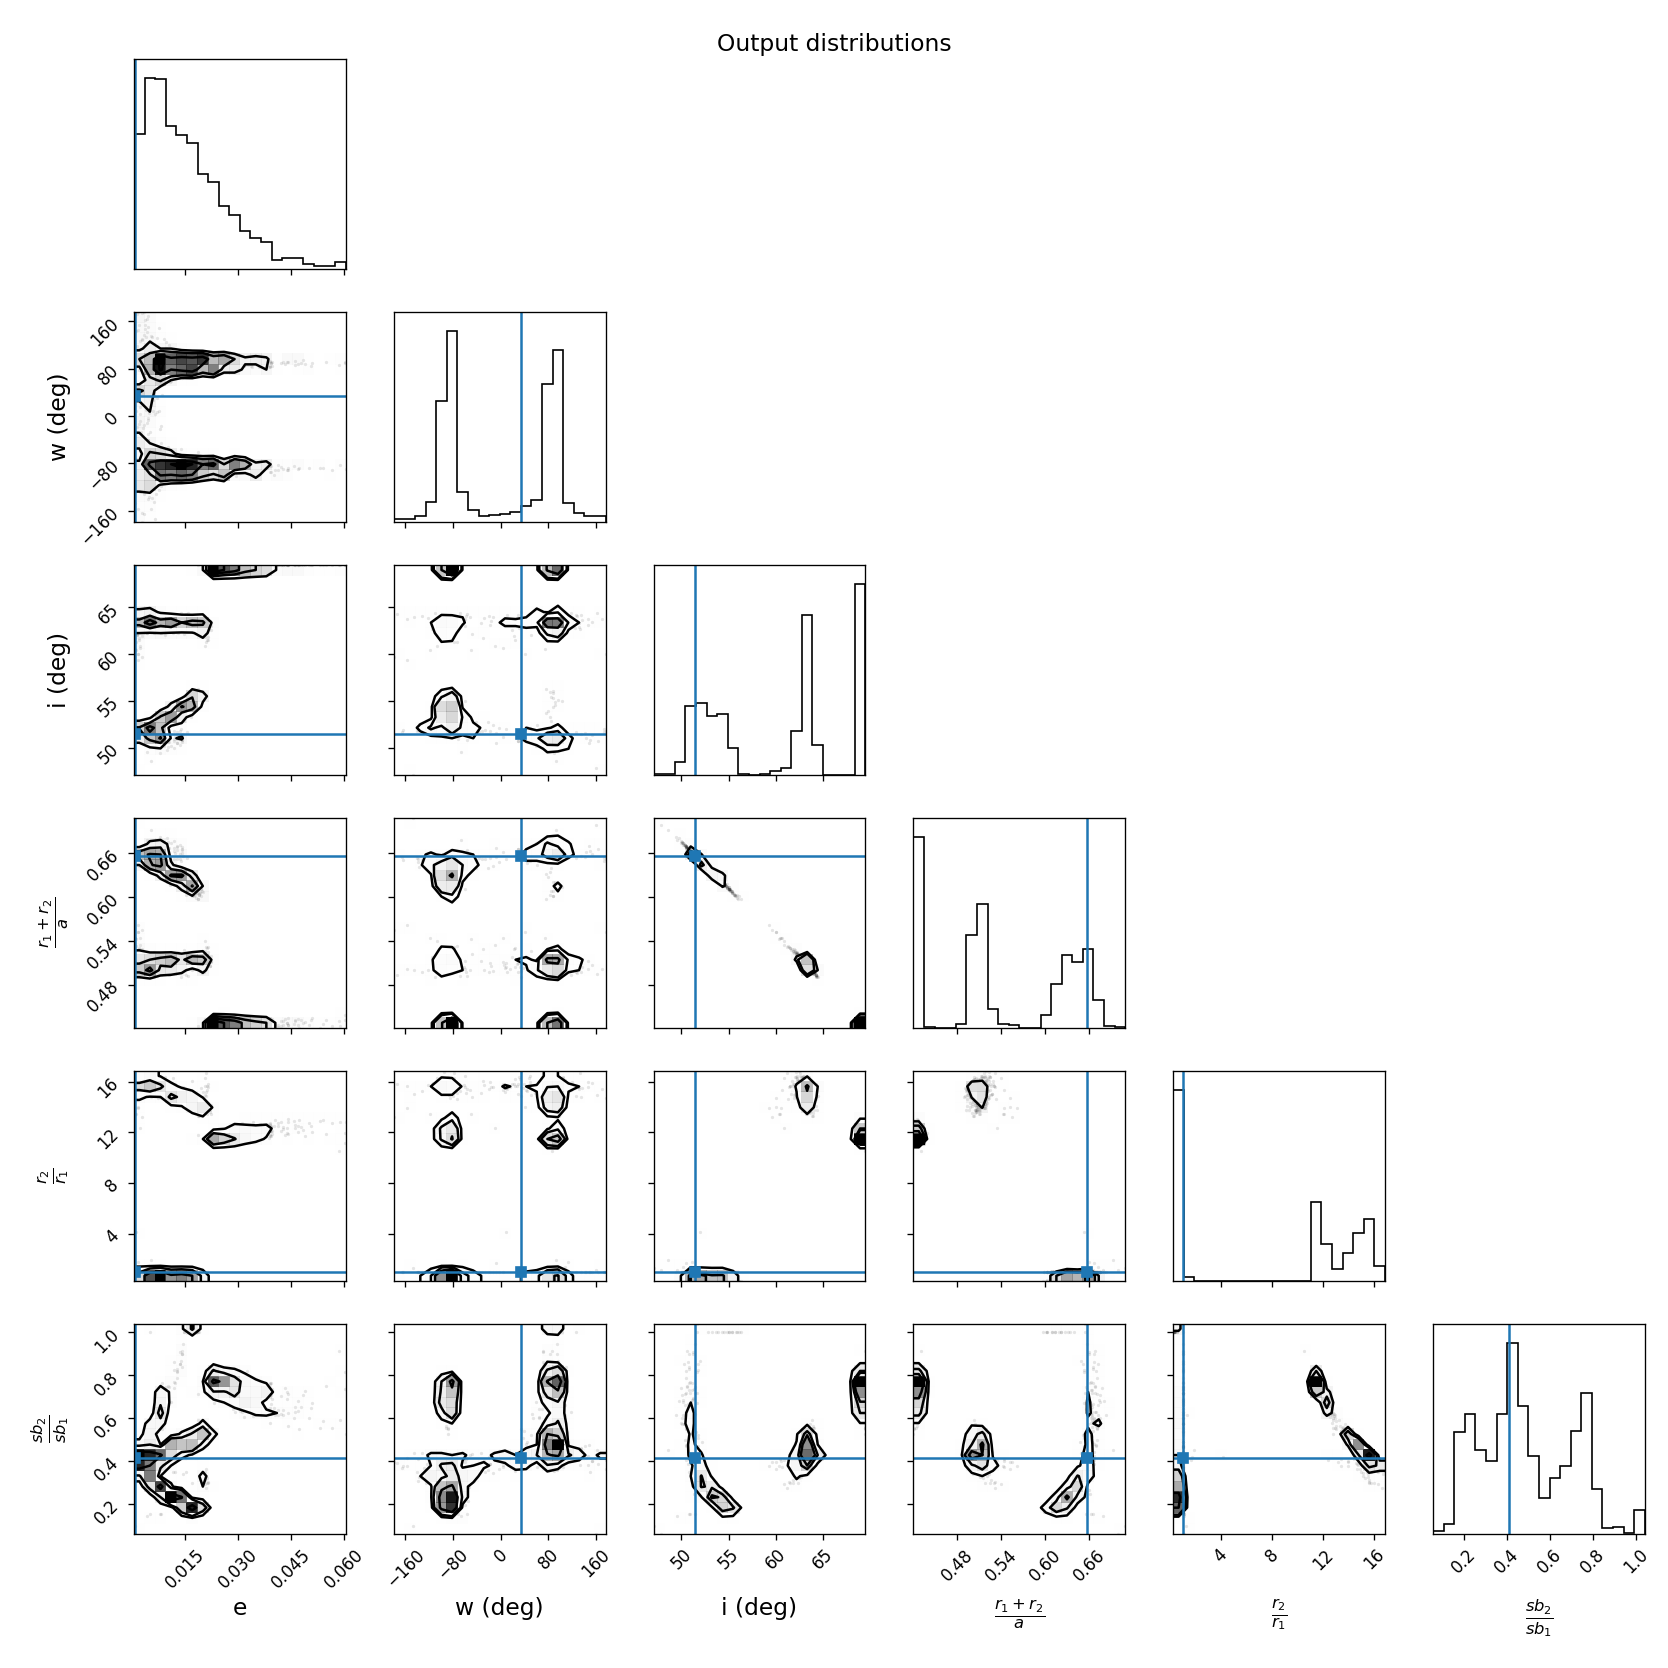 Output distributions
160
80
0
−80
−160
w (deg)
65
60
55
50
i (deg)
0.66
0.60
0.54
0.48
r₁ + r₂
a
16
12
8
4
r₂
r₁
1.0
0.8
0.6
0.4
0.2
sb₂
sb₁
0.015 0.030 0.045 0.060
−160 −80 0 80 160
50 55 60 65
0.48 0.54 0.60 0.66
4 8 12 16
0.2 0.4 0.6 0.8 1.0
e
w (deg)
i (deg)
r₁ + r₂
a
r₂
r₁
sb₂
sb₁